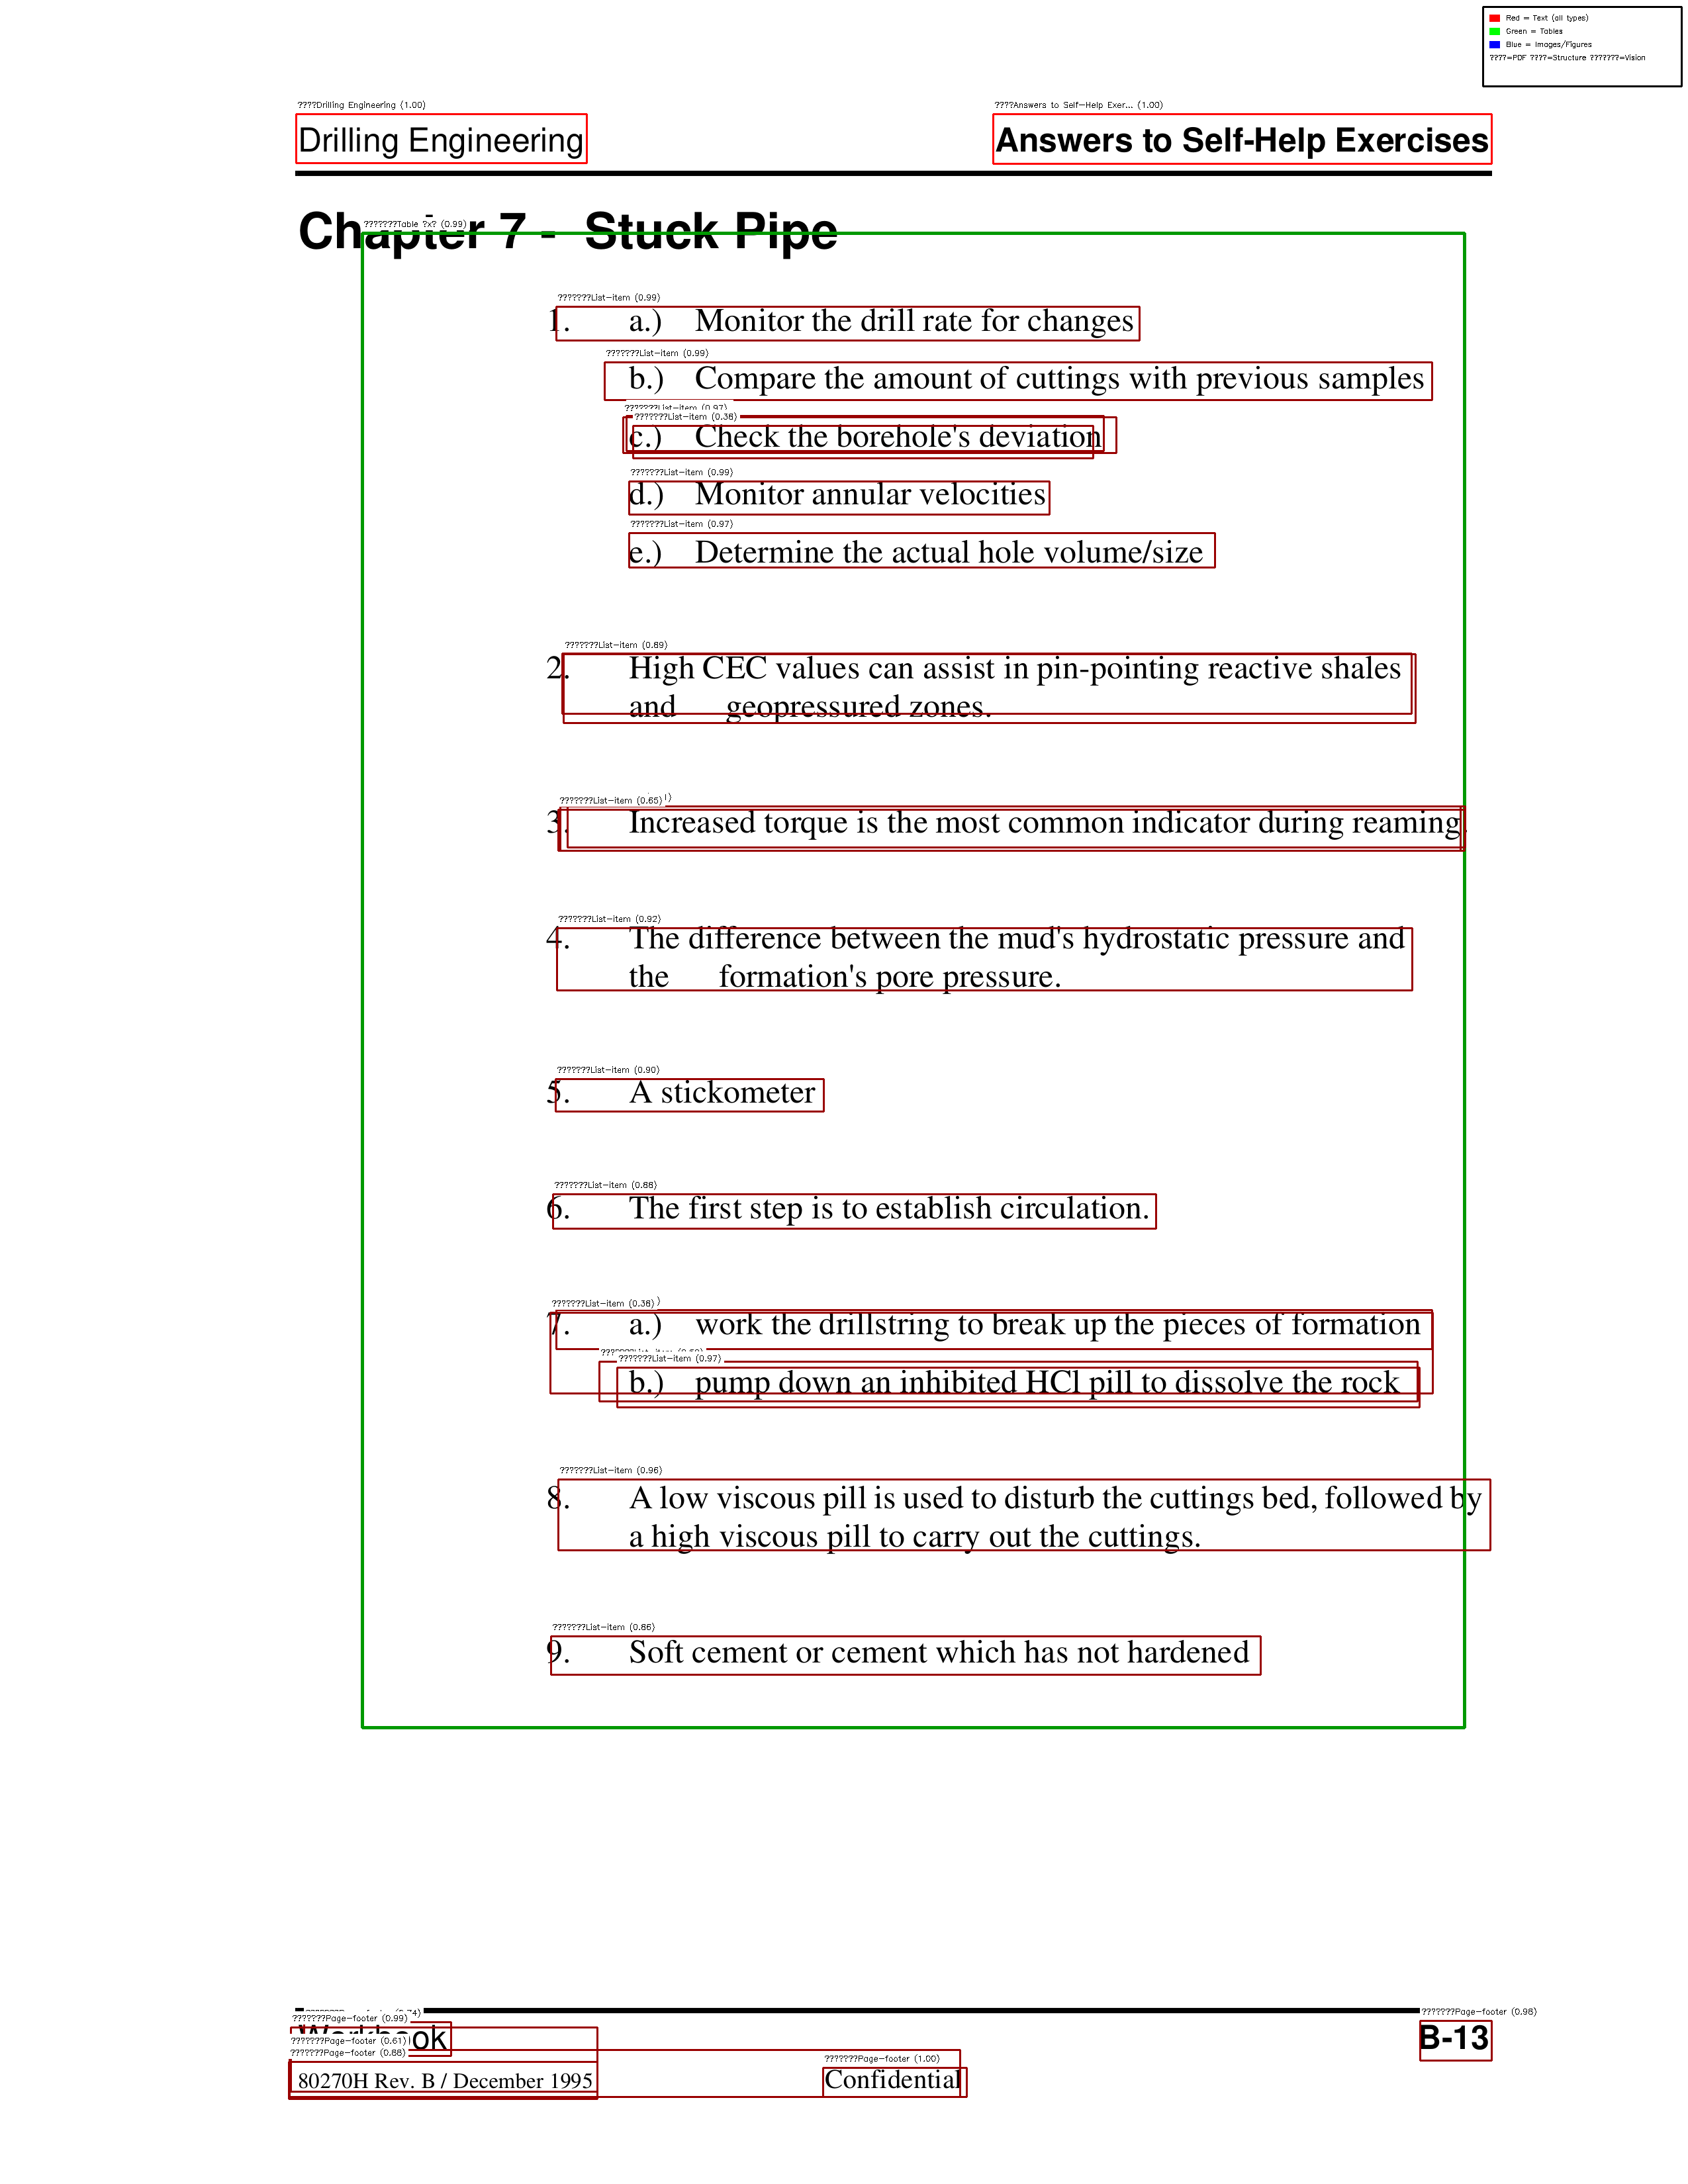 Red = Text (all types)
Green = Tables
Blue = Images/Figures
????=PDF ????=Structure ???????=Vision
????Drilling Engineering (1.00)
????Answers to Self-Help Exer... (1.00)
Drilling Engineering
Answers to Self-Help Exercises
Chapter 7 - Stuck Pipe
???????Table ?x? (0.99)
???????List-item (0.99)
1. a.) Monitor the drill rate for changes
???????List-item (0.99)
b.) Compare the amount of cuttings with previous samples
???????List-item (0.97)
???????List-item (0.38)
c.) Check the borehole's deviation
???????List-item (0.99)
d.) Monitor annular velocities
???????List-item (0.97)
e.) Determine the actual hole volume/size
???????List-item (0.89)
2. High CEC values can assist in pin-pointing reactive shales
and geopressured zones.
???????List-item (0.65)
3. Increased torque is the most common indicator during reaming.
???????List-item (0.92)
4. The difference between the mud's hydrostatic pressure and
the formation's pore pressure.
???????List-item (0.90)
5. A stickometer
???????List-item (0.88)
6. The first step is to establish circulation.
???????List-item (0.38)
7. a.) work the drillstring to break up the pieces of formation
???????List-item (0.97)
b.) pump down an inhibited HCl pill to dissolve the rock
???????List-item (0.96)
8. A low viscous pill is used to disturb the cuttings bed, followed by
a high viscous pill to carry out the cuttings.
???????List-item (0.86)
9. Soft cement or cement which has not hardened
???????Page-footer (0.99)
???????Page-footer (0.98)
Workbook
B-13
???????Page-footer (0.61)
???????Page-footer (0.88)
???????Page-footer (1.00)
80270H Rev. B / December 1995
Confidential